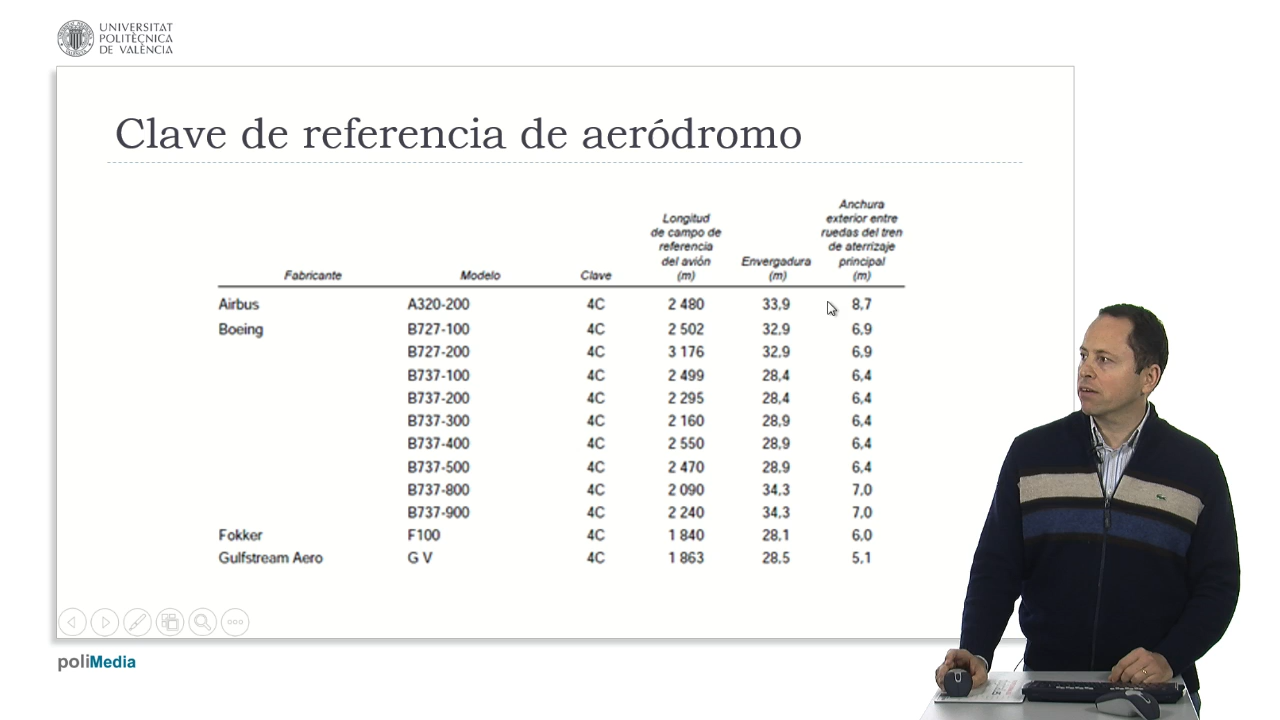 UNIVERSITAT
POLITÈCNICA
DE VALÈNCIA
Clave de referencia de aeródromo
Fabricante Modelo Clave Longitud de campo de referencia del avión (m) Envergadura (m) Anchura exterior entre ruedas del tren de aterrizaje principal (m)
Airbus A320-200 4C 2 480 33,9 8,7
Boeing B727-100 4C 2 502 32,9 6,9
B727-200 4C 3 176 32,9 6,9
B737-100 4C 2 499 28,4 6,4
B737-200 4C 2 295 28,4 6,4
B737-300 4C 2 160 28,9 6,4
B737-400 4C 2 550 28,9 6,4
B737-500 4C 2 470 28,9 6,4
B737-800 4C 2 090 34,3 7,0
B737-900 4C 2 240 34,3 7,0
Fokker F100 4C 1 840 28,1 6,0
Gulfstream Aero G V 4C 1 863 28,5 5,1
poliMedia